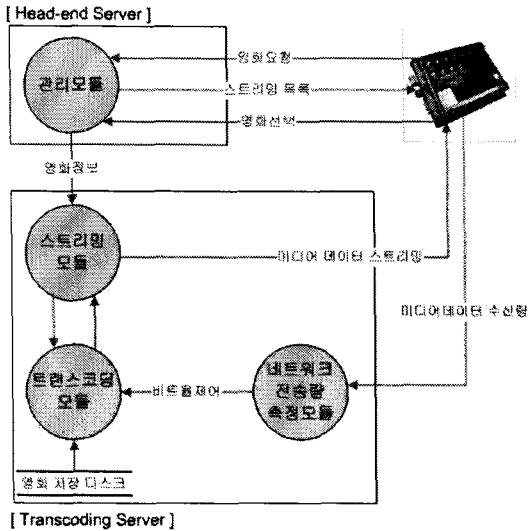 [ Head-end Server ]
영화요청
관리모듈
스트리밍 목록
영화선택
영화정보
스트리밍
모듈
미디어 데이터 스트리밍
미디어데이터 수신량
트랜스코딩
모듈
비트율제어
네트워크
전송량
측정모듈
영화 저장 디스크
[ Transcoding Server ]